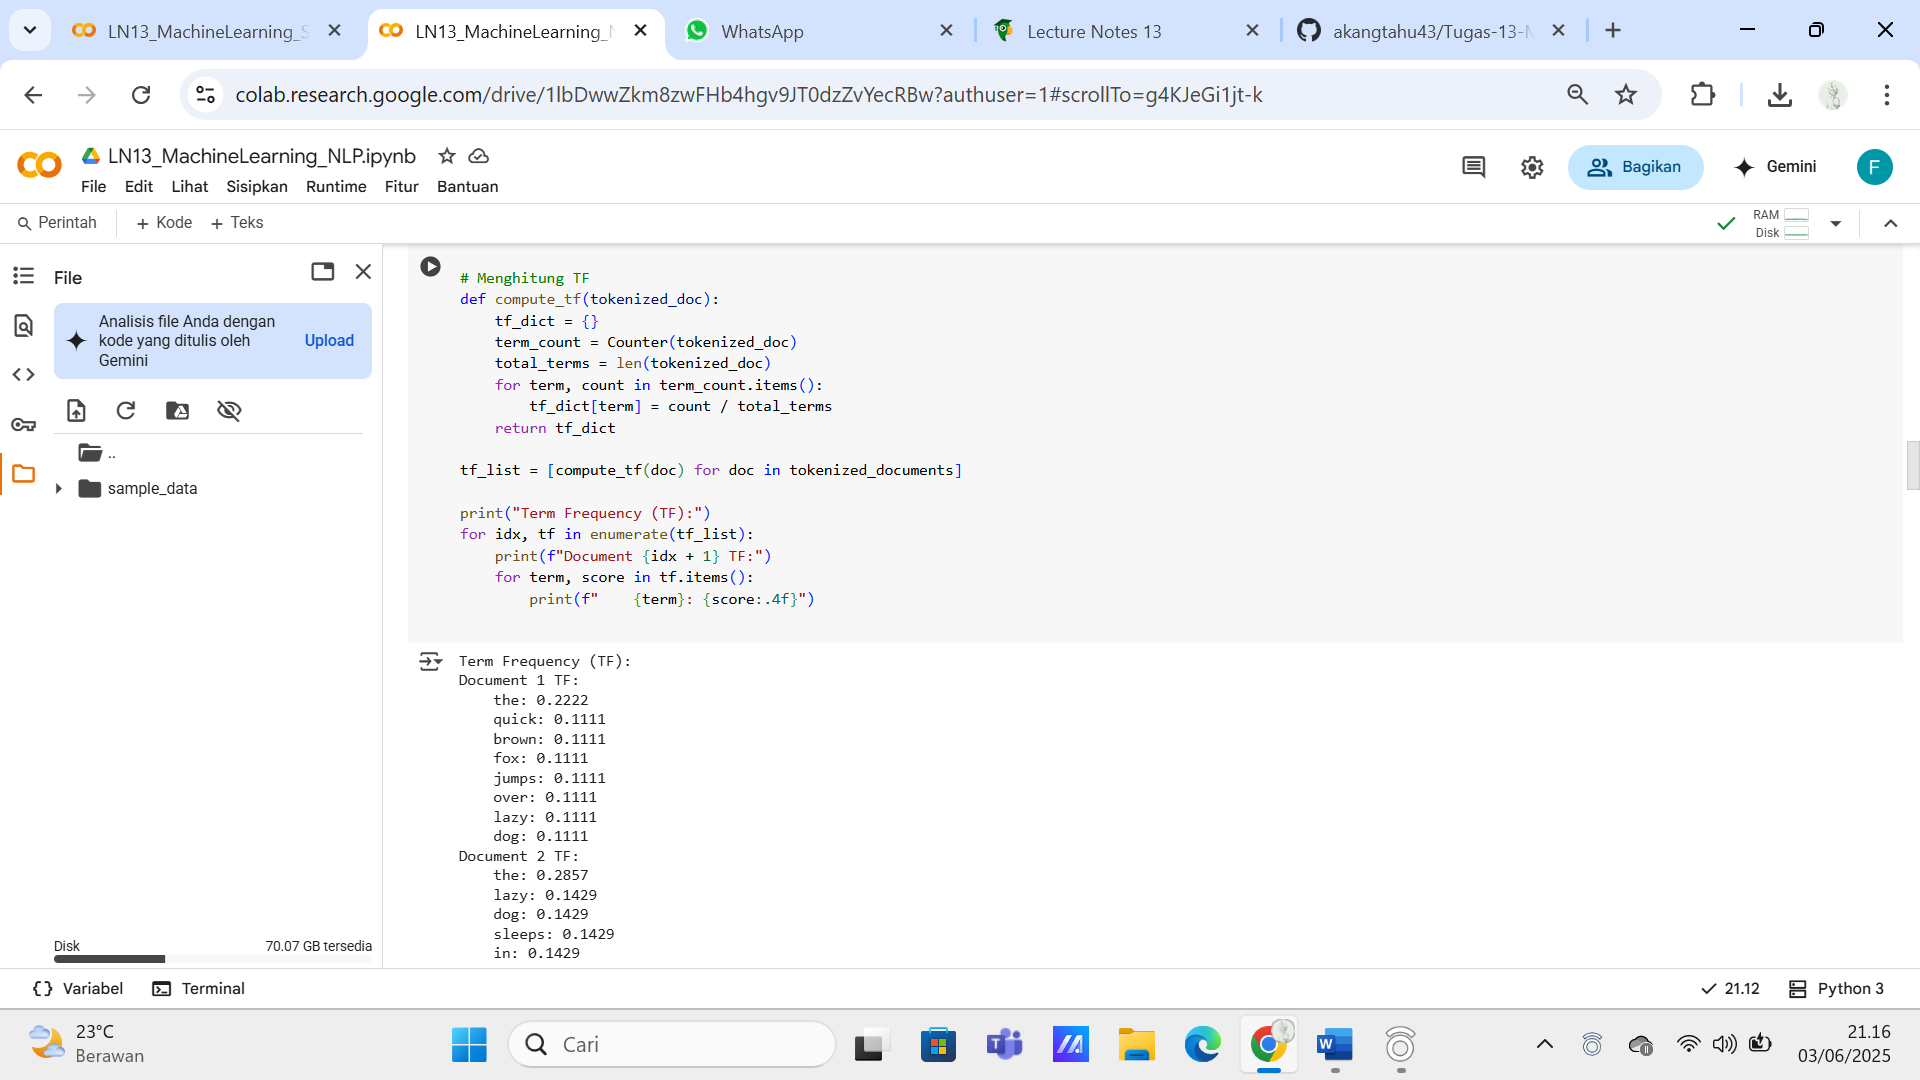 LN13_MachineLearning_S
LN13_MachineLearning_N
WhatsApp
Lecture Notes 13
akangtahu43/Tugas-13-M
colab.research.google.com/drive/1lbDwwZkm8zwFHb4hgv9JT0dzZvYecRBw?authuser=1#scrollTo=g4KJeGi1jt-k
LN13_MachineLearning_NLP.ipynb
File Edit Lihat Sisipkan Runtime Fitur Bantuan
Bagikan
Gemini
F
Perintah + Kode + Teks
RAM
Disk
File
Analisis file Anda dengan
kode yang ditulis oleh
Gemini
Upload
..
sample_data
Disk 70.07 GB tersedia
# Menghitung TF
def compute_tf(tokenized_doc):
    tf_dict = {}
    term_count = Counter(tokenized_doc)
    total_terms = len(tokenized_doc)
    for term, count in term_count.items():
        tf_dict[term] = count / total_terms
    return tf_dict
tf_list = [compute_tf(doc) for doc in tokenized_documents]
print("Term Frequency (TF):")
for idx, tf in enumerate(tf_list):
    print(f"Document {idx + 1} TF:")
    for term, score in tf.items():
        print(f"    {term}: {score:.4f}")
Term Frequency (TF):
Document 1 TF:
    the: 0.2222
    quick: 0.1111
    brown: 0.1111
    fox: 0.1111
    jumps: 0.1111
    over: 0.1111
    lazy: 0.1111
    dog: 0.1111
Document 2 TF:
    the: 0.2857
    lazy: 0.1429
    dog: 0.1429
    sleeps: 0.1429
    in: 0.1429
{} Variabel
Terminal
21.12
Python 3
23°C
Berawan
Cari
21.16
03/06/2025